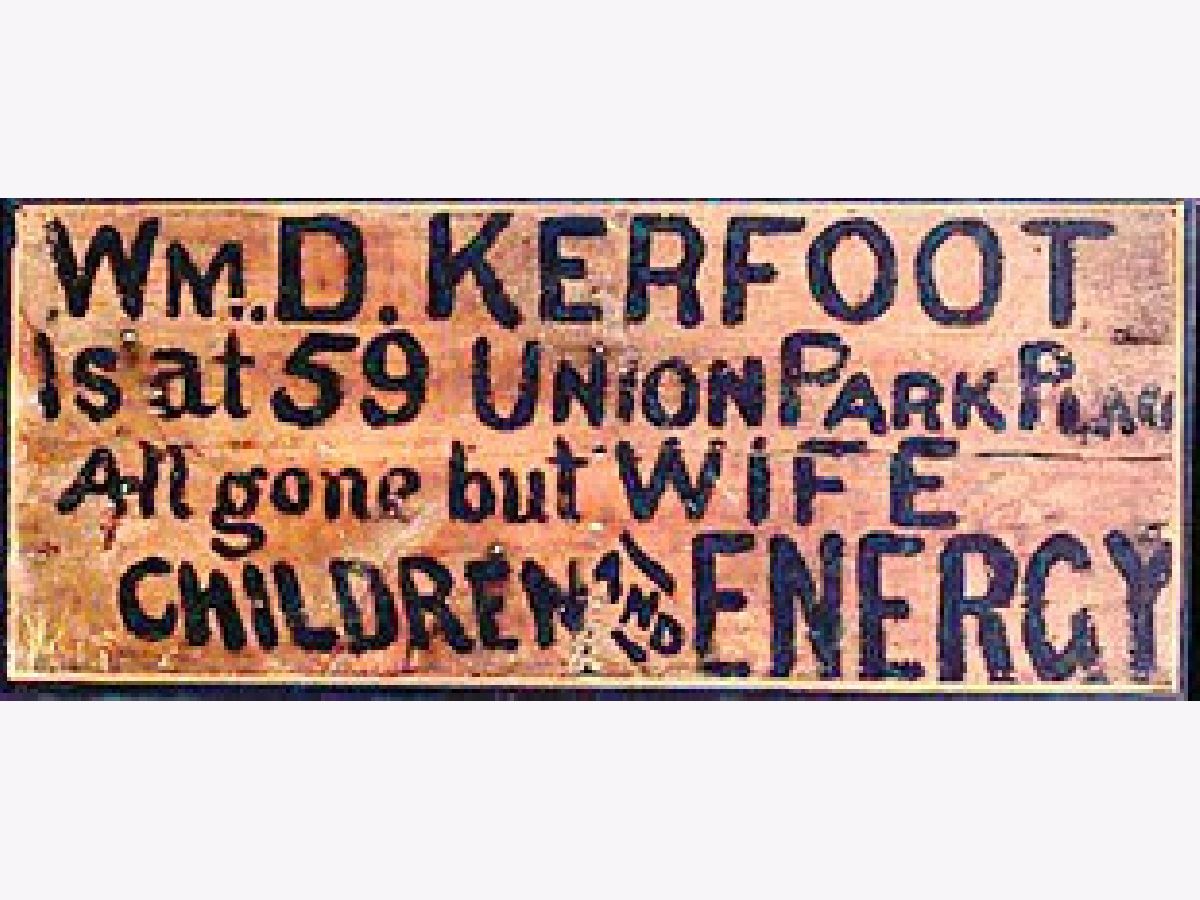 Wm. D. KERFOOT
Is at 59 UNION PARK PLACE
All gone but WIFE
CHILDREN AND ENERGY